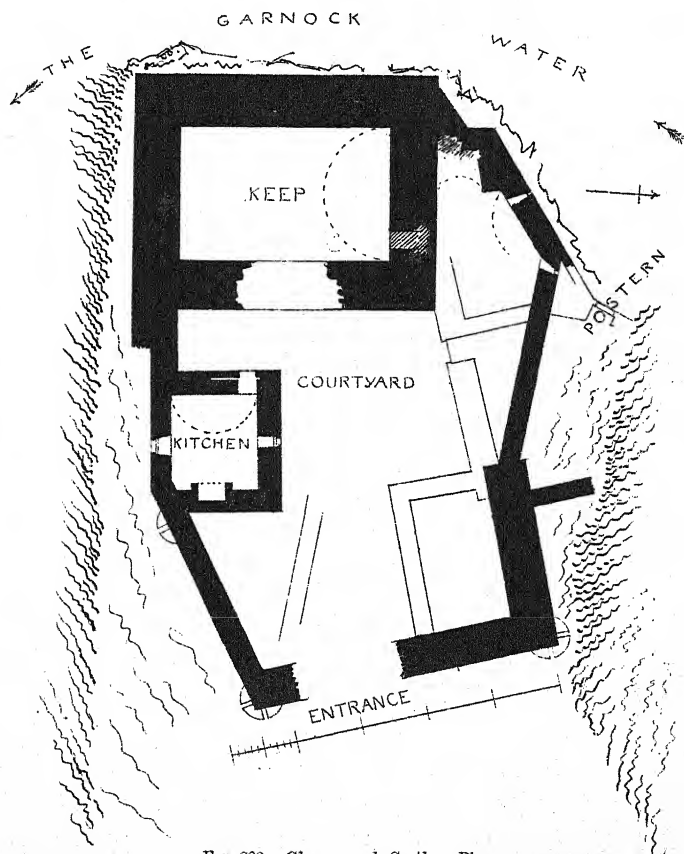 THE GARNOCK WATER
KEEP
POSTERN
COURTYARD
KITCHEN
ENTRANCE